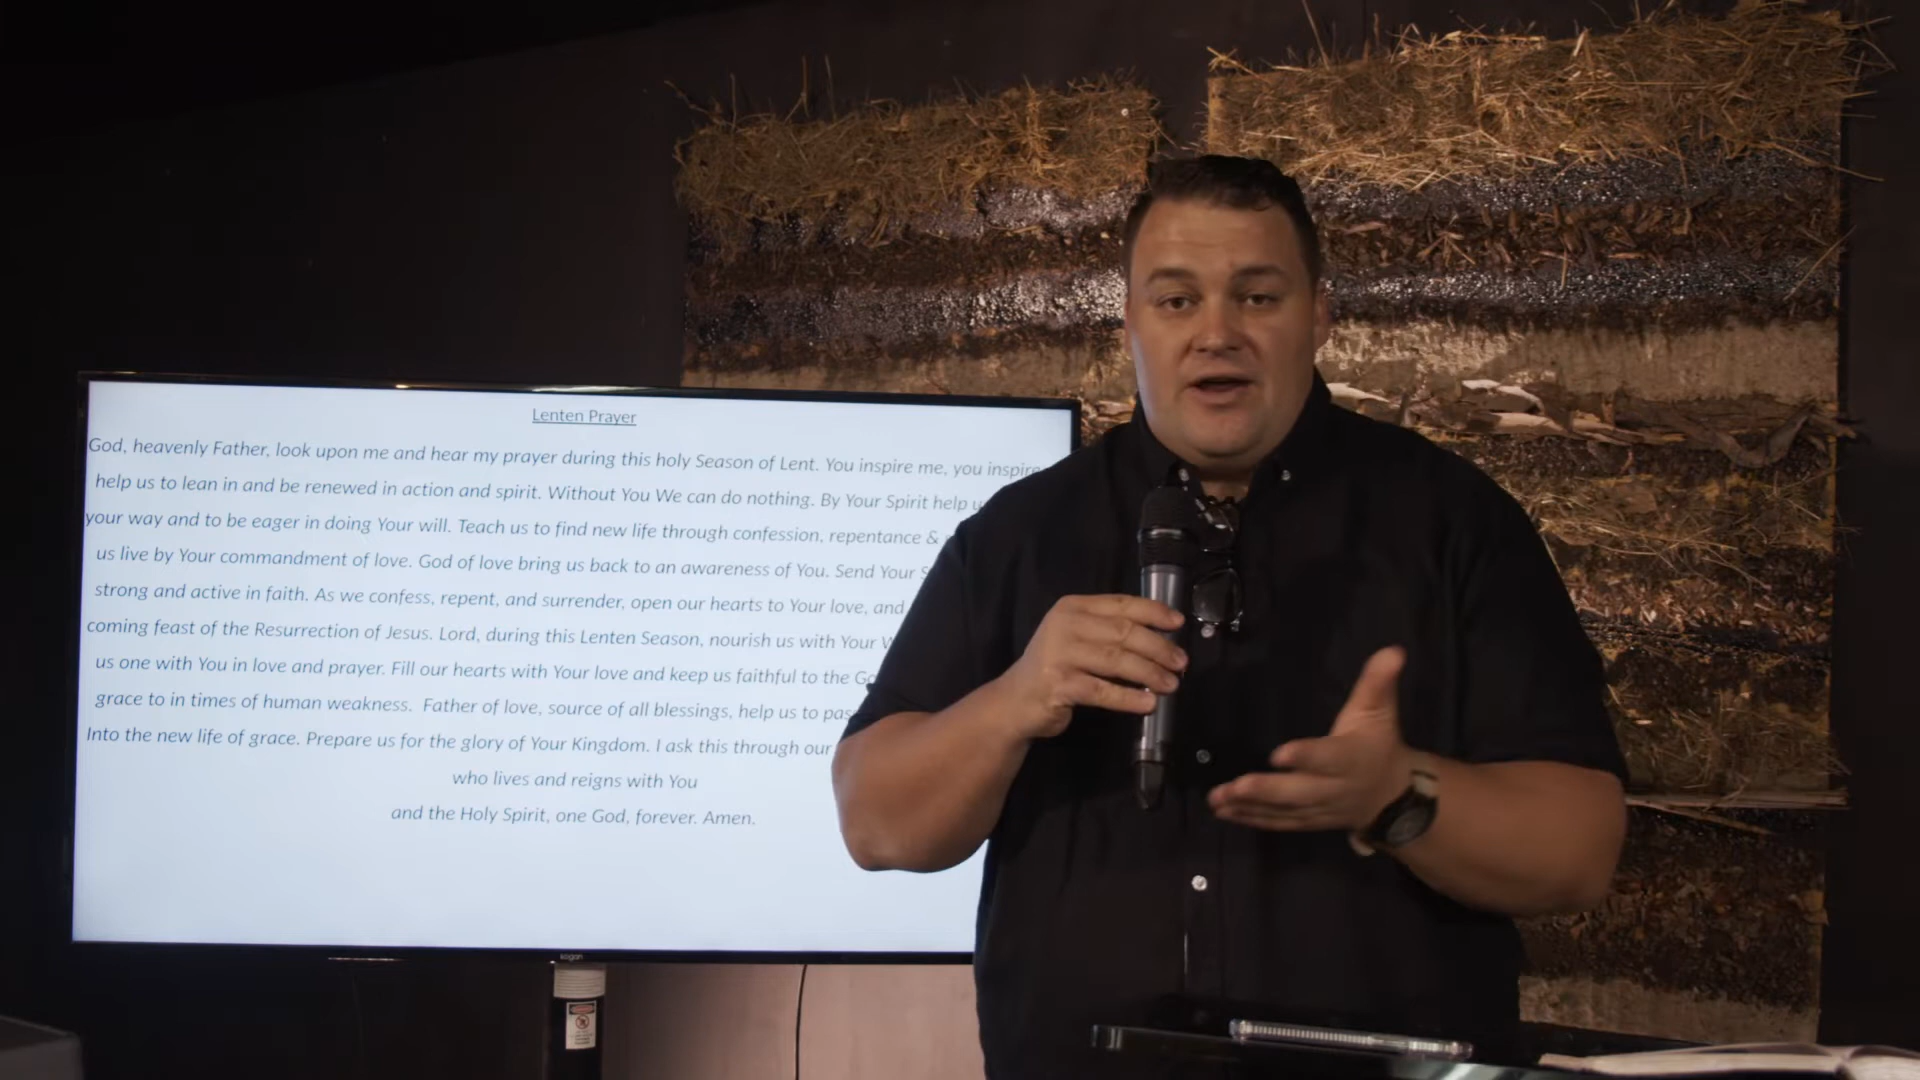 Lenten Prayer
God, heavenly Father, look upon me and hear my prayer during this holy Season of Lent. You inspire me, you inspire
help us to lean in and be renewed in action and spirit. Without You We can do nothing. By Your Spirit help
your way and to be eager in doing Your will. Teach us to find new life through confession, repentance &
us live by Your commandment of love. God of love bring us back to an awareness of You. Send Your
strong and active in faith. As we confess, repent, and surrender, open our hearts to Your love, and
coming feast of the Resurrection of Jesus. Lord, during this Lenten Season, nourish us with Your
us one with You in love and prayer. Fill our hearts with Your love and keep us faithful to the
grace to in times of human weakness. Father of love, source of all blessings, help us to
Into the new life of grace. Prepare us for the glory of Your Kingdom. I ask this through our
who lives and reigns with You
and the Holy Spirit, one God, forever. Amen.
kogan